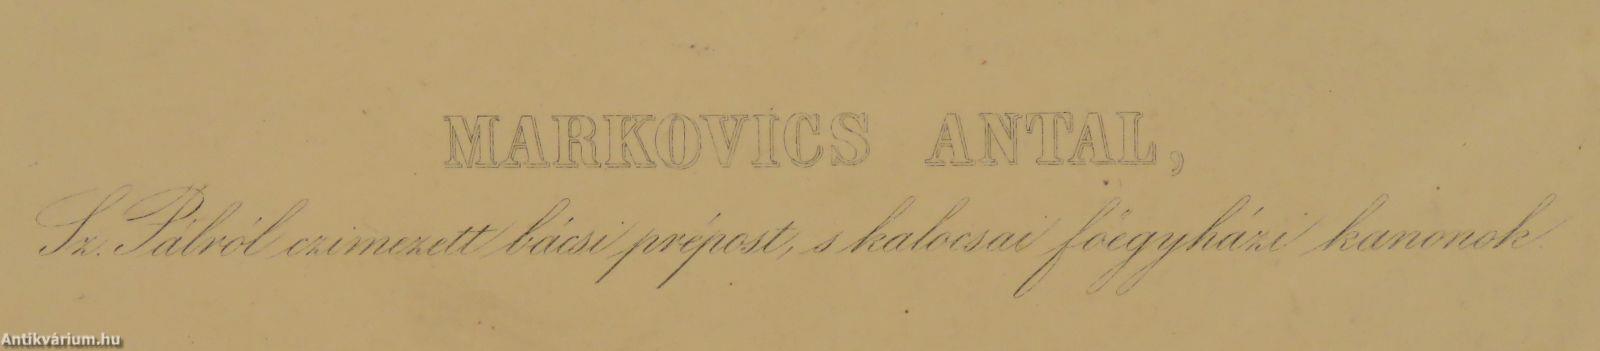 MARKOVICS ANTAL,
Sz. Pálról czimezett bácsi prépost, s kalocsai főegyházi kanonok.
Antikvárium.hu